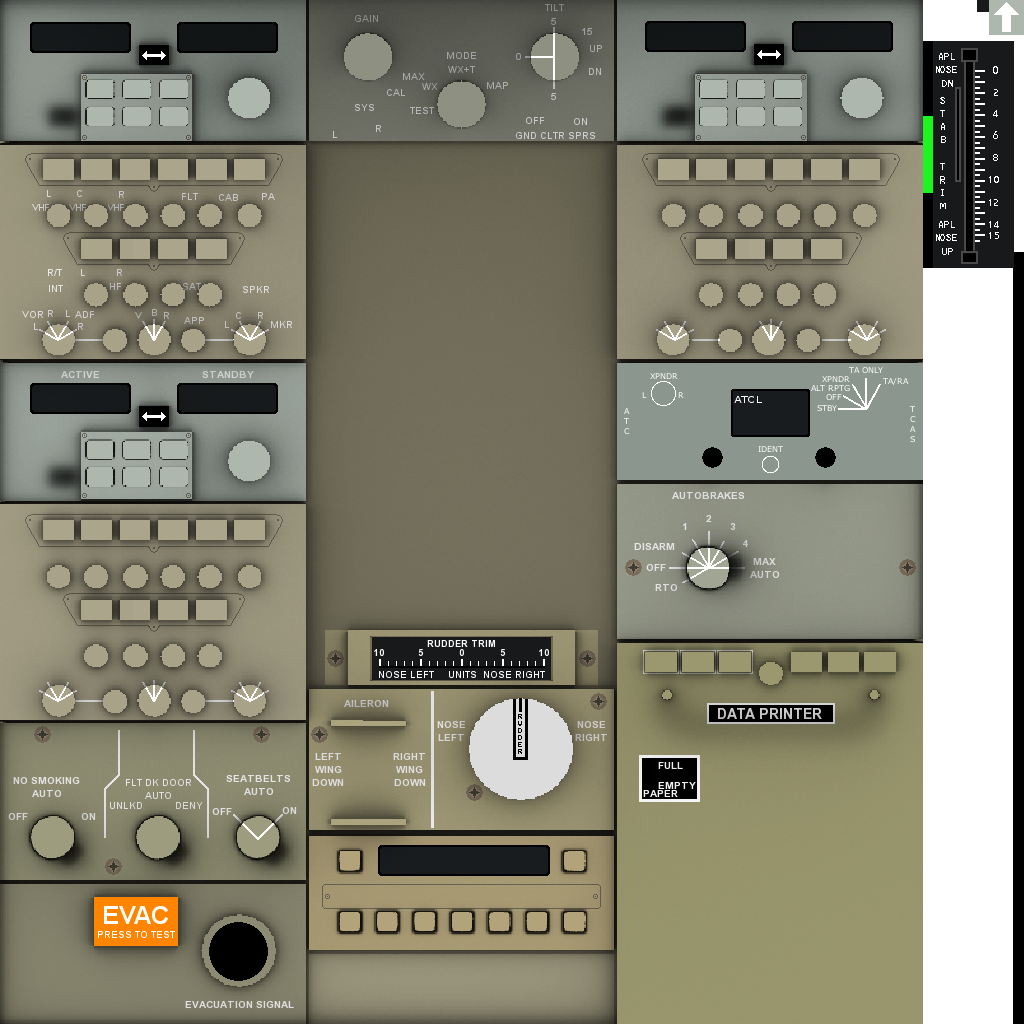 GAIN
TILT
5
15
UP
0
DN
5
MODE
WX+T
MAX
WX
MAP
CAL
TEST
SYS
L
R
OFF
ON
GND CLTR SPRS
APL
NOSE
DN
STAB TRIM
0
2
4
6
8
10
12
14
15
APL
NOSE
UP
L C R
FLT CAB PA
VHF VHF VHF
R/T L R
INT HF SAT SPKR
VOR R L ADF V B R APP L C R MKR
L R
ACTIVE STANDBY
XPNDR
L R
ATC
ATCL
IDENT
TA ONLY
XPNDR
TA/RA
ALT RPTG
OFF
STBY
TCAS
AUTOBRAKES
1 2 3 4
DISARM
OFF
RTO
MAX
AUTO
RUDDER TRIM
10 5 0 5 10
NOSE LEFT UNITS NOSE RIGHT
AILERON
LEFT
WING
DOWN
RIGHT
WING
DOWN
NOSE
LEFT
RUDDER
NOSE
RIGHT
DATA PRINTER
FULL
EMPTY
PAPER
NO SMOKING
AUTO
OFF ON
FLT DK DOOR
AUTO
UNLKD DENY
SEATBELTS
AUTO
OFF ON
EVAC
PRESS TO TEST
EVACUATION SIGNAL